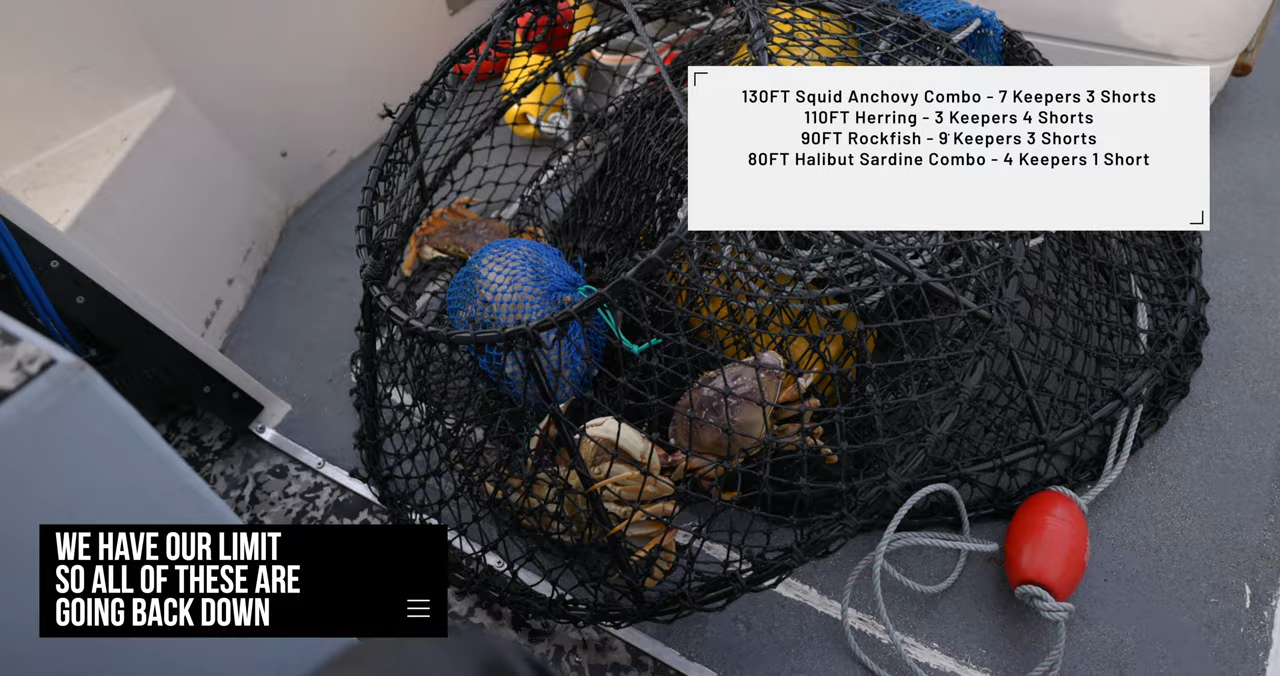 130FT Squid Anchovy Combo - 7 Keepers 3 Shorts
110FT Herring - 3 Keepers 4 Shorts
90FT Rockfish - 9 Keepers 3 Shorts
80FT Halibut Sardine Combo - 4 Keepers 1 Short
WE HAVE OUR LIMIT
SO ALL OF THESE ARE
GOING BACK DOWN